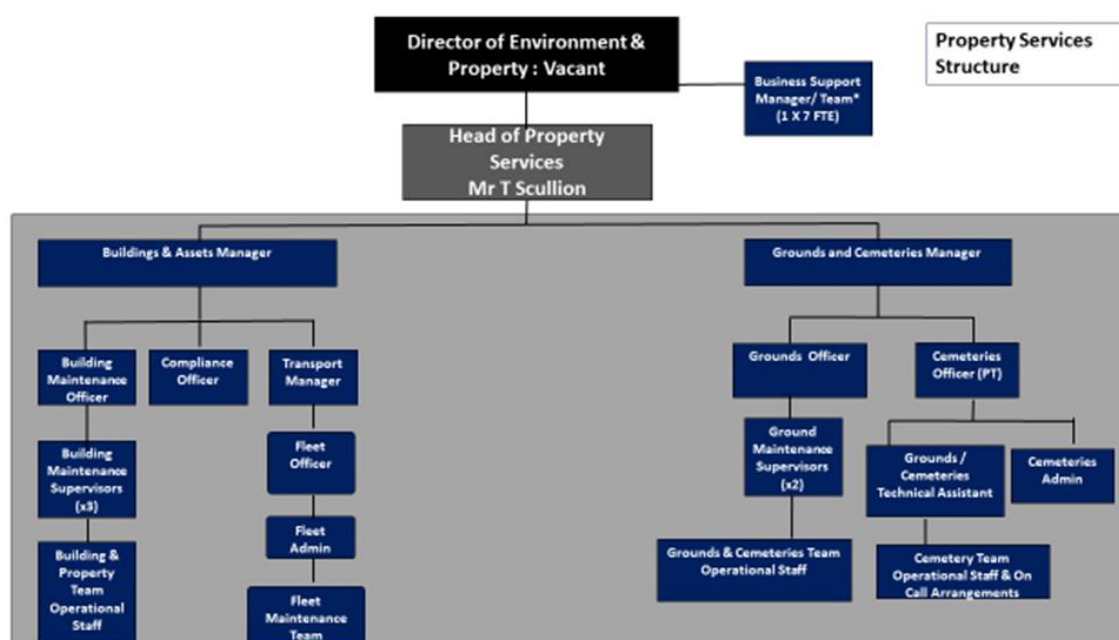 Director of Environment &
Property : Vacant
Property Services
Structure
Business Support
Manager/ Team*
(1 X 7 FTE)
Head of Property
Services
Mr T Scullion
Buildings & Assets Manager
Grounds and Cemeteries Manager
Building
Maintenance
Officer
Compliance
Officer
Transport
Manager
Grounds Officer
Cemeteries
Officer (PT)
Building
Maintenance
Supervisors
(x3)
Fleet
Officer
Ground
Maintenance
Supervisors
(x2)
Grounds /
Cemeteries
Technical Assistant
Cemeteries
Admin
Fleet
Admin
Building &
Property
Team
Operational
Staff
Grounds & Cemeteries Team
Operational Staff
Cemetery Team
Operational Staff & On
Call Arrangements
Fleet
Maintenance
Team